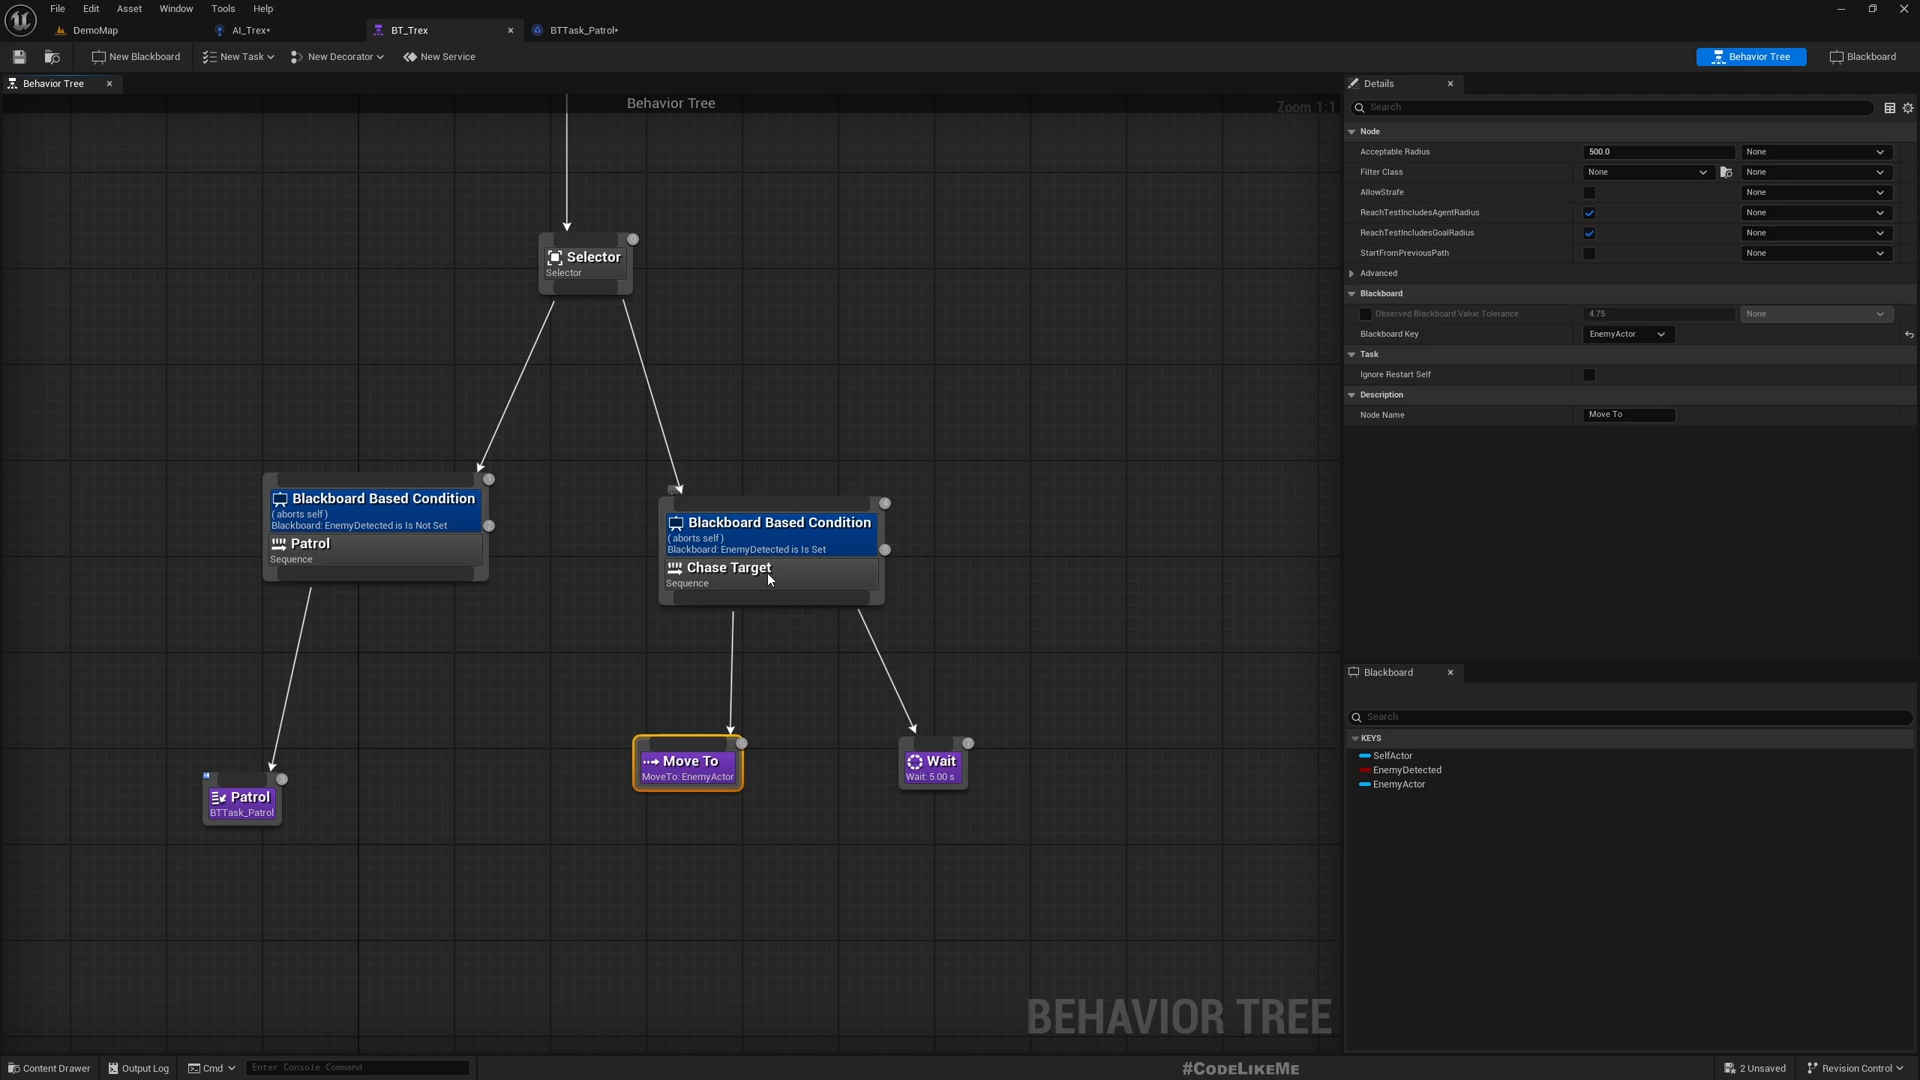 File Edit Asset Window Tools Help
DemoMap AI_Trex• BT_Trex BTTask_Patrol•
New Blackboard New Task New Decorator New Service Behavior Tree Blackboard
Behavior Tree
Behavior Tree
Zoom 1:1
Selector
Selector
Blackboard Based Condition
( aborts self )
Blackboard: EnemyDetected is Is Not Set
Patrol
Sequence
Blackboard Based Condition
( aborts self )
Blackboard: EnemyDetected is Is Set
Chase Target
Sequence
Patrol
BTTask_Patrol
Move To
MoveTo: EnemyActor
Wait
Wait: 5.00 s
BEHAVIOR TREE
Details
Search
Node
Acceptable Radius 500.0 None
Filter Class None None
AllowStrafe None
ReachTestIncludesAgentRadius None
ReachTestIncludesGoalRadius None
StartFromPreviousPath None
Advanced
Blackboard
Observed Blackboard Value Tolerance 4.75 None
Blackboard Key EnemyActor
Task
Ignore Restart Self
Description
Node Name Move To
Blackboard
Search
KEYS
SelfActor
EnemyDetected
EnemyActor
Content Drawer Output Log Cmd Enter Console Command #CodeLikeMe 2 Unsaved Revision Control